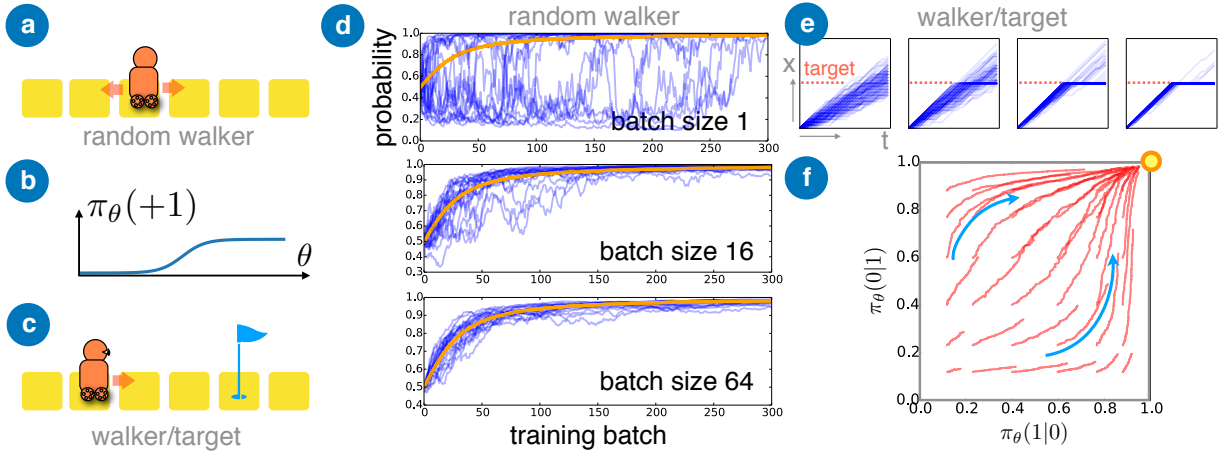 a
random walker
b
πθ(+1)
θ
c
walker/target
d
random walker
probability
1.0
0.8
0.6
0.4
0.2
0.0
batch size 1
0 50 100 150 200 250 300
1.0
0.9
0.8
0.7
0.6
0.5
0.4
0.3
batch size 16
0 50 100 150 200 250 300
1.0
0.9
0.8
0.7
0.6
0.5
0.4
batch size 64
0 50 100 150 200 250 300
training batch
e
walker/target
x
target
t
f
1.0
0.8
0.6
0.4
0.2
0.0
πθ(0|1)
0.0 0.2 0.4 0.6 0.8 1.0
πθ(1|0)